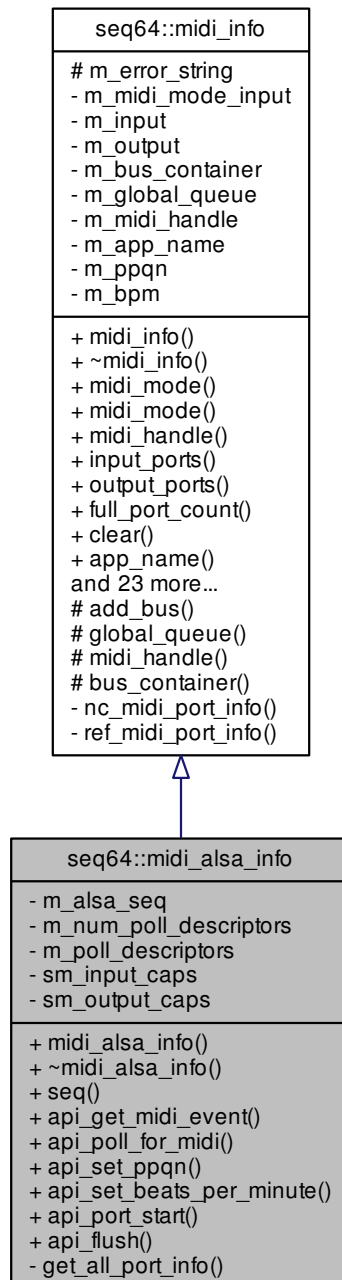 seq64::midi_info
# m_error_string
- m_midi_mode_input
- m_input
- m_output
- m_bus_container
- m_global_queue
- m_midi_handle
- m_app_name
- m_ppqn
- m_bpm
+ midi_info()
+ ~midi_info()
+ midi_mode()
+ midi_mode()
+ midi_handle()
+ input_ports()
+ output_ports()
+ full_port_count()
+ clear()
+ app_name()
and 23 more...
# add_bus()
# global_queue()
# midi_handle()
# bus_container()
- nc_midi_port_info()
- ref_midi_port_info()
seq64::midi_alsa_info
- m_alsa_seq
- m_num_poll_descriptors
- m_poll_descriptors
- sm_input_caps
- sm_output_caps
+ midi_alsa_info()
+ ~midi_alsa_info()
+ seq()
+ api_get_midi_event()
+ api_poll_for_midi()
+ api_set_ppqn()
+ api_set_beats_per_minute()
+ api_port_start()
+ api_flush()
- get_all_port_info()